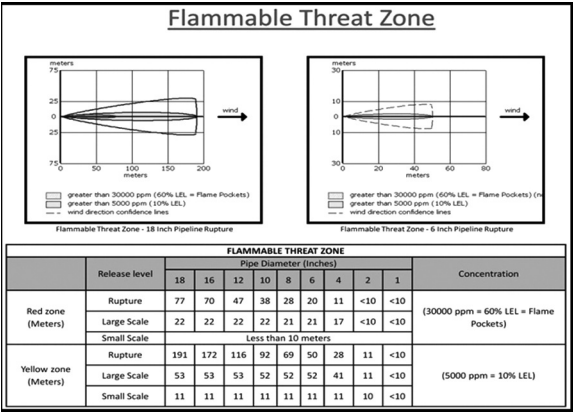 Flammable Threat Zone
meters
75
25
0
25
75
0 50 100 150 200
meters
wind
greater than 30000 ppm (60% LEL = Flame Pockets)
greater than 5000 ppm (10% LEL)
wind direction confidence lines
Flammable Threat Zone - 18 Inch Pipeline Rupture
meters
30
10
0
10
30
0 20 40 60 80
meters
wind
greater than 30000 ppm (60% LEL = Flame Pockets) (n
greater than 5000 ppm (10% LEL)
wind direction confidence lines
Flammable Threat Zone - 6 Inch Pipeline Rupture
FLAMMABLE THREAT ZONE
Release level Pipe Diameter (Inches) Concentration
18 16 12 10 8 6 4 2 1
Red zone (Meters)
Rupture 77 70 47 38 28 20 11 <10 <10
Large Scale 22 22 22 22 21 21 17 <10 <10
Small Scale Less than 10 meters
(30000 ppm = 60% LEL = Flame
Pockets)
Yellow zone (Meters)
Rupture 191 172 116 92 69 50 28 11 <10
Large Scale 53 53 53 52 52 52 41 11 <10
Small Scale 11 11 11 11 11 11 11 10 <10
(5000 ppm = 10% LEL)